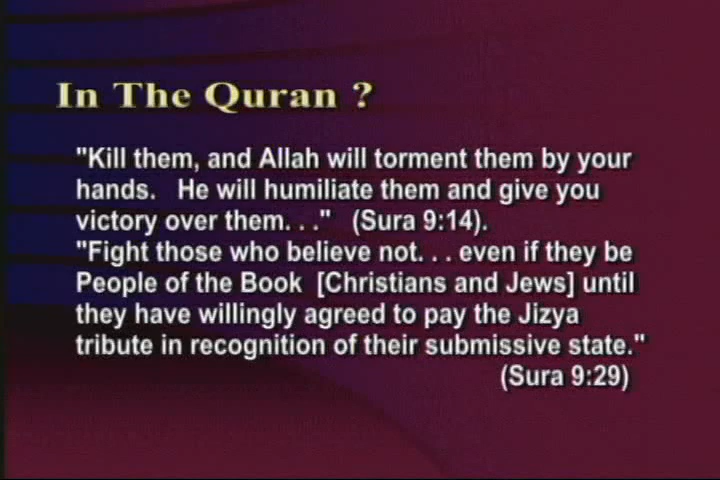 In The Quran ?
"Kill them, and Allah will torment them by your
hands. He will humiliate them and give you
victory over them. . ." (Sura 9:14).
"Fight those who believe not. . . even if they be
People of the Book [Christians and Jews] until
they have willingly agreed to pay the Jizya
tribute in recognition of their submissive state."
(Sura 9:29)